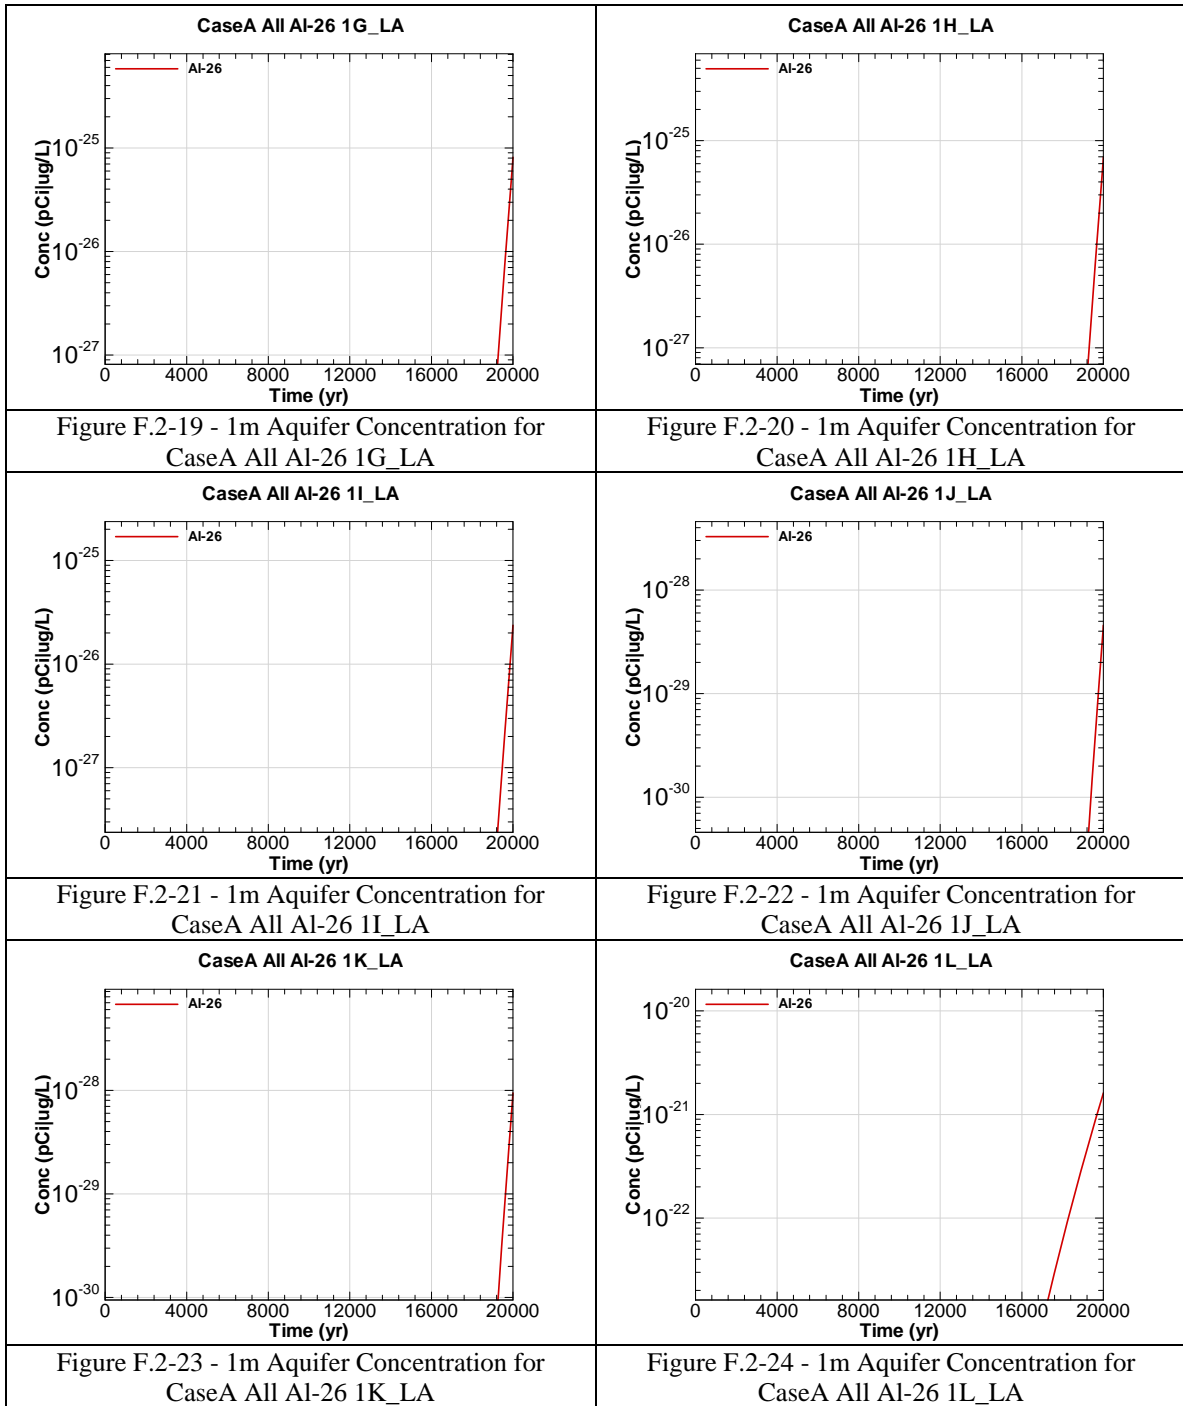 CaseA All Al-26 1G_LA
Al-26
10^-25
10^-26
10^-27
Conc (pCi|ug/L)
0 4000 8000 12000 16000 20000
Time (yr)
Figure F.2-19 - 1m Aquifer Concentration for
CaseA All Al-26 1G_LA
CaseA All Al-26 1H_LA
Al-26
10^-25
10^-26
10^-27
Conc (pCi|ug/L)
0 4000 8000 12000 16000 20000
Time (yr)
Figure F.2-20 - 1m Aquifer Concentration for
CaseA All Al-26 1H_LA
CaseA All Al-26 1I_LA
Al-26
10^-25
10^-26
10^-27
Conc (pCi|ug/L)
0 4000 8000 12000 16000 20000
Time (yr)
Figure F.2-21 - 1m Aquifer Concentration for
CaseA All Al-26 1I_LA
CaseA All Al-26 1J_LA
Al-26
10^-28
10^-29
10^-30
Conc (pCi|ug/L)
0 4000 8000 12000 16000 20000
Time (yr)
Figure F.2-22 - 1m Aquifer Concentration for
CaseA All Al-26 1J_LA
CaseA All Al-26 1K_LA
Al-26
10^-28
10^-29
10^-30
Conc (pCi|ug/L)
0 4000 8000 12000 16000 20000
Time (yr)
Figure F.2-23 - 1m Aquifer Concentration for
CaseA All Al-26 1K_LA
CaseA All Al-26 1L_LA
Al-26
10^-20
10^-21
10^-22
Conc (pCi|ug/L)
0 4000 8000 12000 16000 20000
Time (yr)
Figure F.2-24 - 1m Aquifer Concentration for
CaseA All Al-26 1L_LA